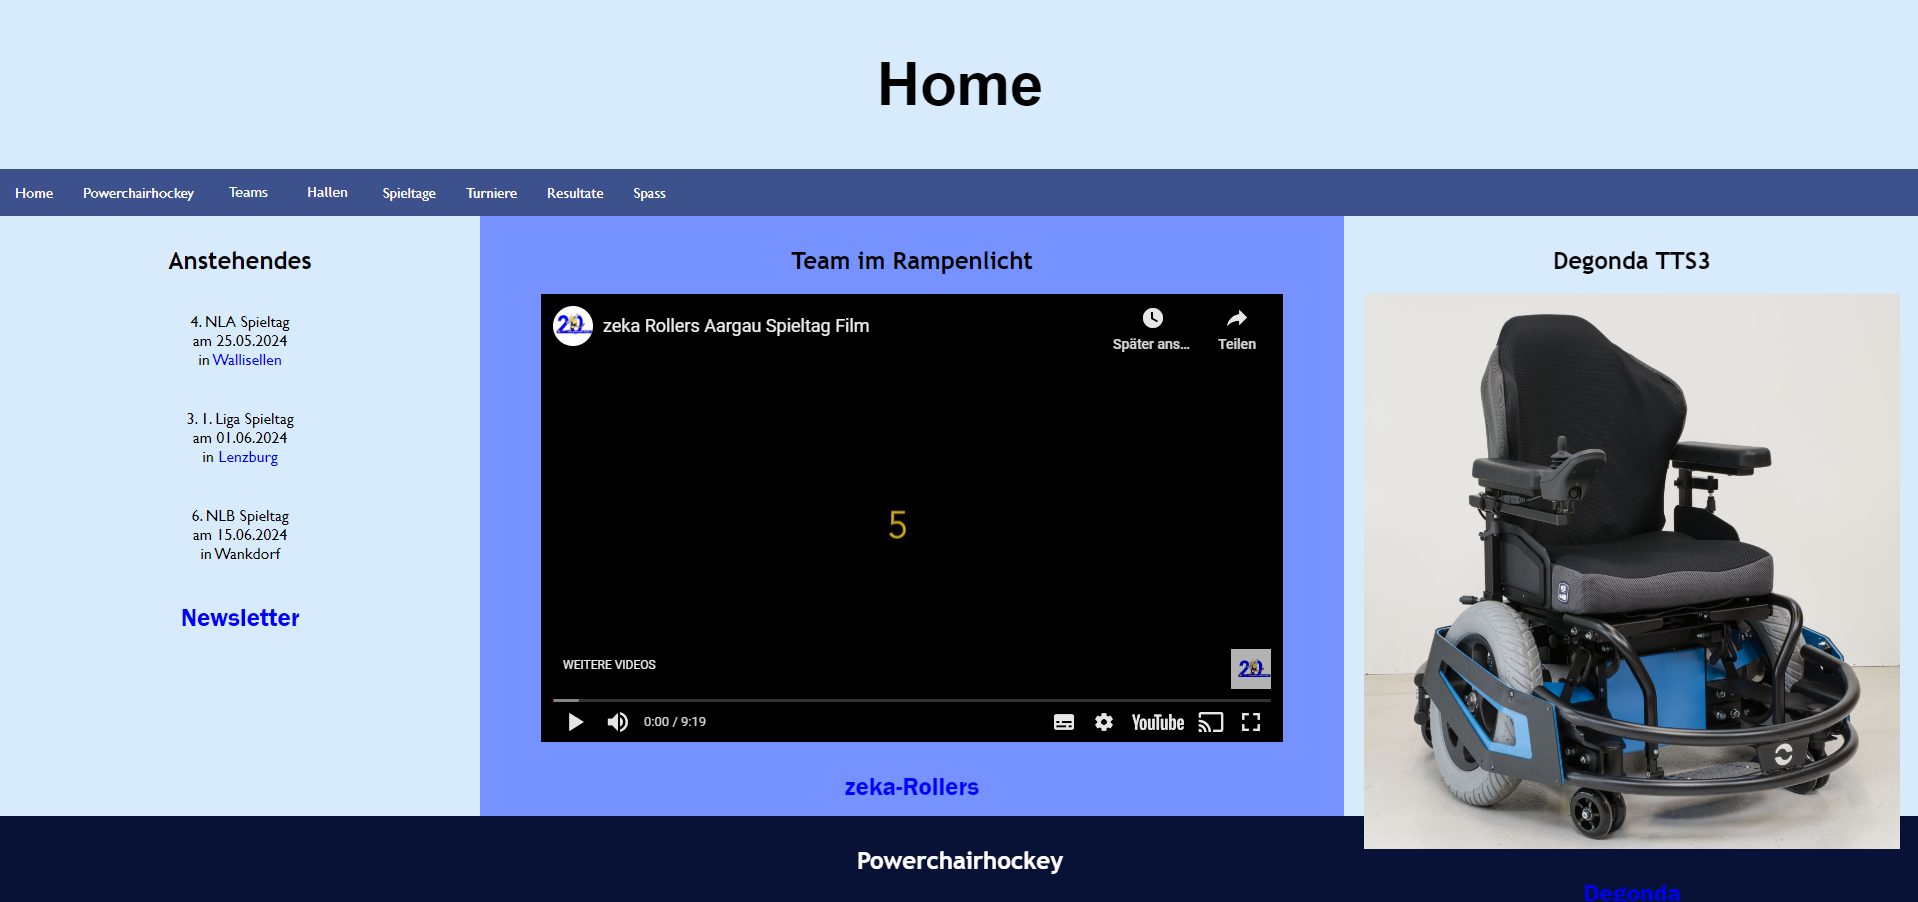 Home
Home Powerchairhockey Teams Hallen Spieltage Turniere Resultate Spass
Anstehendes
4. NLA Spieltag
am 25.05.2024
in Wallisellen
3. 1. Liga Spieltag
am 01.06.2024
in Lenzburg
6. NLB Spieltag
am 15.06.2024
in Wankdorf
Newsletter
Team im Rampenlicht
20
zeka Rollers Aargau Spieltag Film
Später ans...
Teilen
5
WEITERE VIDEOS
20
0:00 / 9:19
YouTube
zeka-Rollers
Degonda TTS3
Degonda
Powerchairhockey